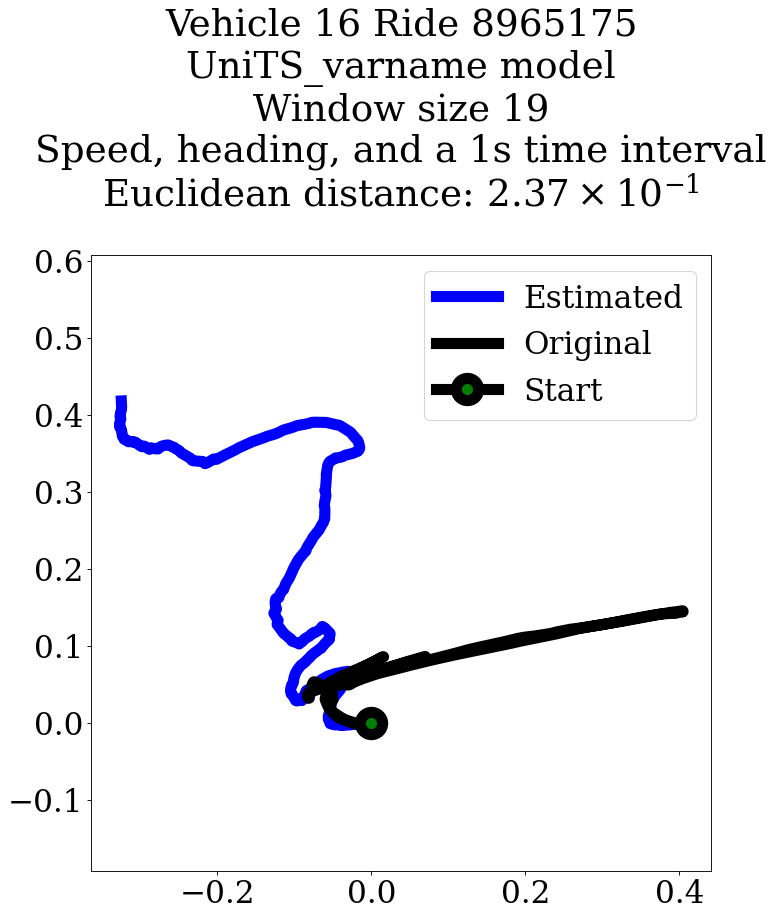 Vehicle 16 Ride 8965175
UniTS_varname model
Window size 19
Speed, heading, and a 1s time interval
Euclidean distance: 2.37 × 10⁻¹
Estimated
Original
Start
0.6
0.5
0.4
0.3
0.2
0.1
0.0
−0.1
−0.2 0.0 0.2 0.4